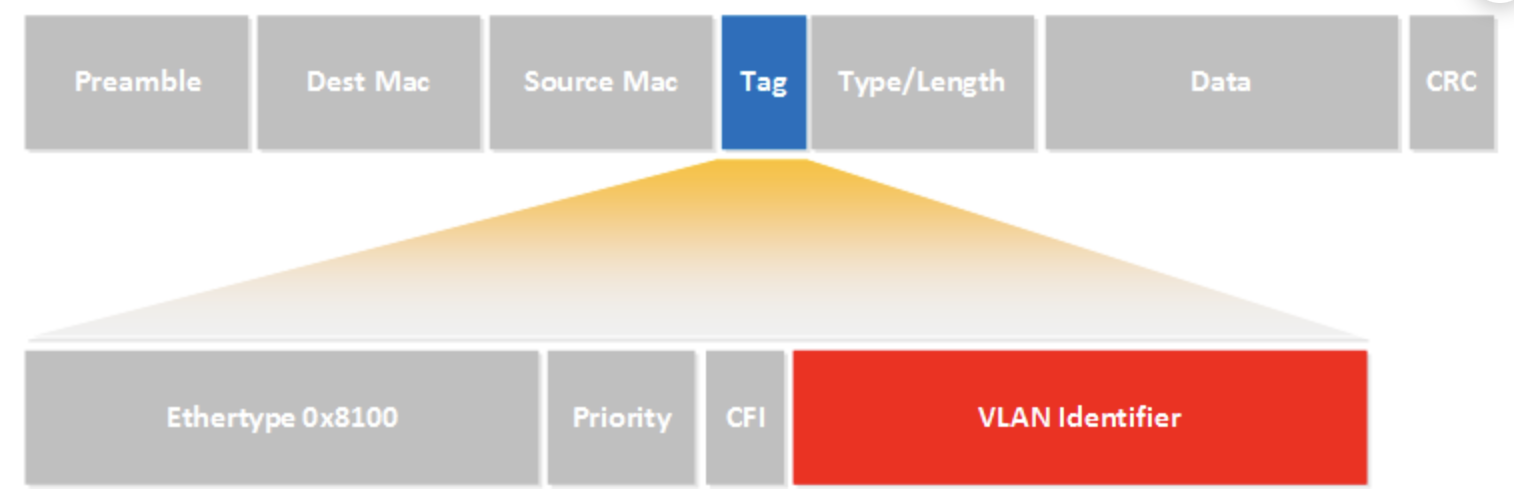 Preamble
Dest Mac
Source Mac
Tag
Type/Length
Data
CRC
Ethertype 0x8100
Priority
CFI
VLAN Identifier